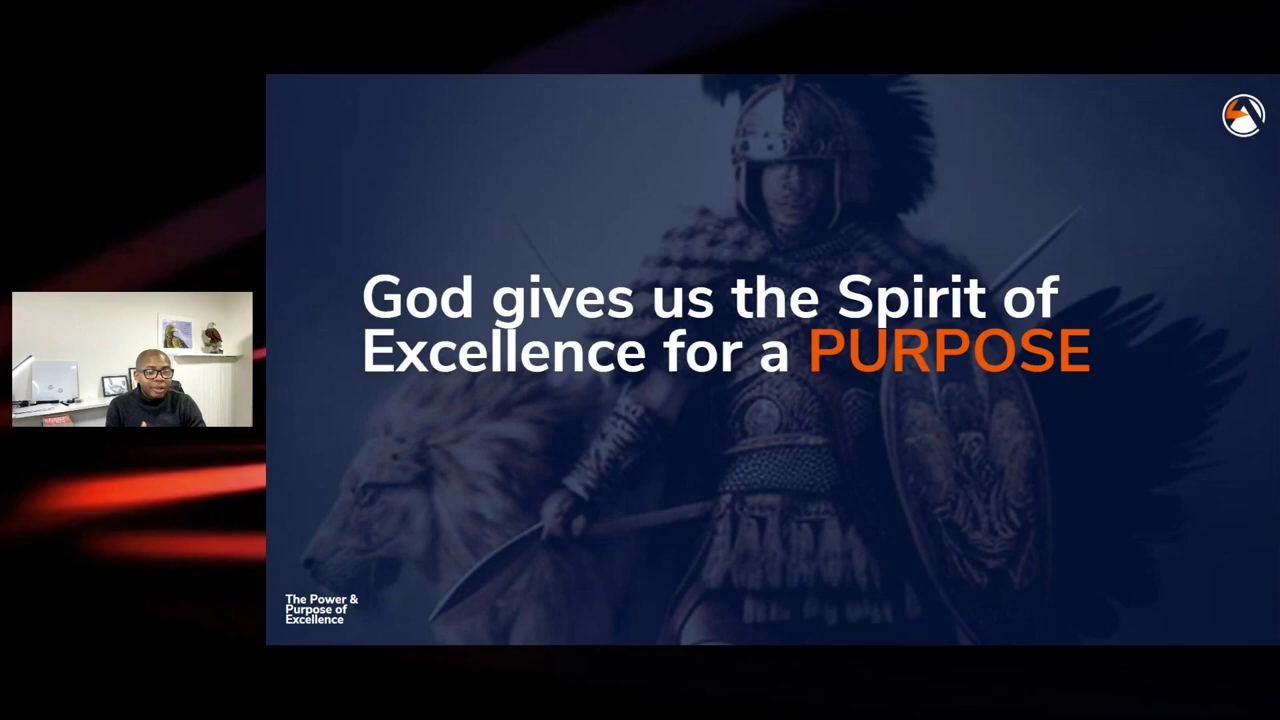 God gives us the Spirit of
Excellence for a PURPOSE
The Power &
Purpose of
Excellence